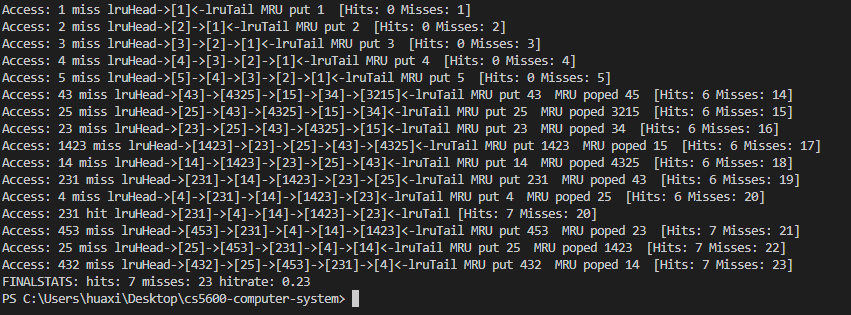 Access: 1 miss lruHead->[1]<-lruTail MRU put 1  [Hits: 0 Misses: 1]
Access: 2 miss lruHead->[2]->[1]<-lruTail MRU put 2  [Hits: 0 Misses: 2]
Access: 3 miss lruHead->[3]->[2]->[1]<-lruTail MRU put 3  [Hits: 0 Misses: 3]
Access: 4 miss lruHead->[4]->[3]->[2]->[1]<-lruTail MRU put 4  [Hits: 0 Misses: 4]
Access: 5 miss lruHead->[5]->[4]->[3]->[2]->[1]<-lruTail MRU put 5  [Hits: 0 Misses: 5]
Access: 43 miss lruHead->[43]->[4325]->[15]->[34]->[3215]<-lruTail MRU put 43  MRU poped 45  [Hits: 6 Misses: 14]
Access: 25 miss lruHead->[25]->[43]->[4325]->[15]->[34]<-lruTail MRU put 25  MRU poped 3215  [Hits: 6 Misses: 15]
Access: 23 miss lruHead->[23]->[25]->[43]->[4325]->[15]<-lruTail MRU put 23  MRU poped 34  [Hits: 6 Misses: 16]
Access: 1423 miss lruHead->[1423]->[23]->[25]->[43]->[4325]<-lruTail MRU put 1423  MRU poped 15  [Hits: 6 Misses: 17]
Access: 14 miss lruHead->[14]->[1423]->[23]->[25]->[43]<-lruTail MRU put 14  MRU poped 4325  [Hits: 6 Misses: 18]
Access: 231 miss lruHead->[231]->[14]->[1423]->[23]->[25]<-lruTail MRU put 231  MRU poped 43  [Hits: 6 Misses: 19]
Access: 4 miss lruHead->[4]->[231]->[14]->[1423]->[23]<-lruTail MRU put 4  MRU poped 25  [Hits: 6 Misses: 20]
Access: 231 hit lruHead->[231]->[4]->[14]->[1423]->[23]<-lruTail [Hits: 7 Misses: 20]
Access: 453 miss lruHead->[453]->[231]->[4]->[14]->[1423]<-lruTail MRU put 453  MRU poped 23  [Hits: 7 Misses: 21]
Access: 25 miss lruHead->[25]->[453]->[231]->[4]->[14]<-lruTail MRU put 25  MRU poped 1423  [Hits: 7 Misses: 22]
Access: 432 miss lruHead->[432]->[25]->[453]->[231]->[4]<-lruTail MRU put 432  MRU poped 14  [Hits: 7 Misses: 23]
FINALSTATS: hits: 7 misses: 23 hitrate: 0.23
PS C:\Users\huaxi\Desktop\cs5600-computer-system>